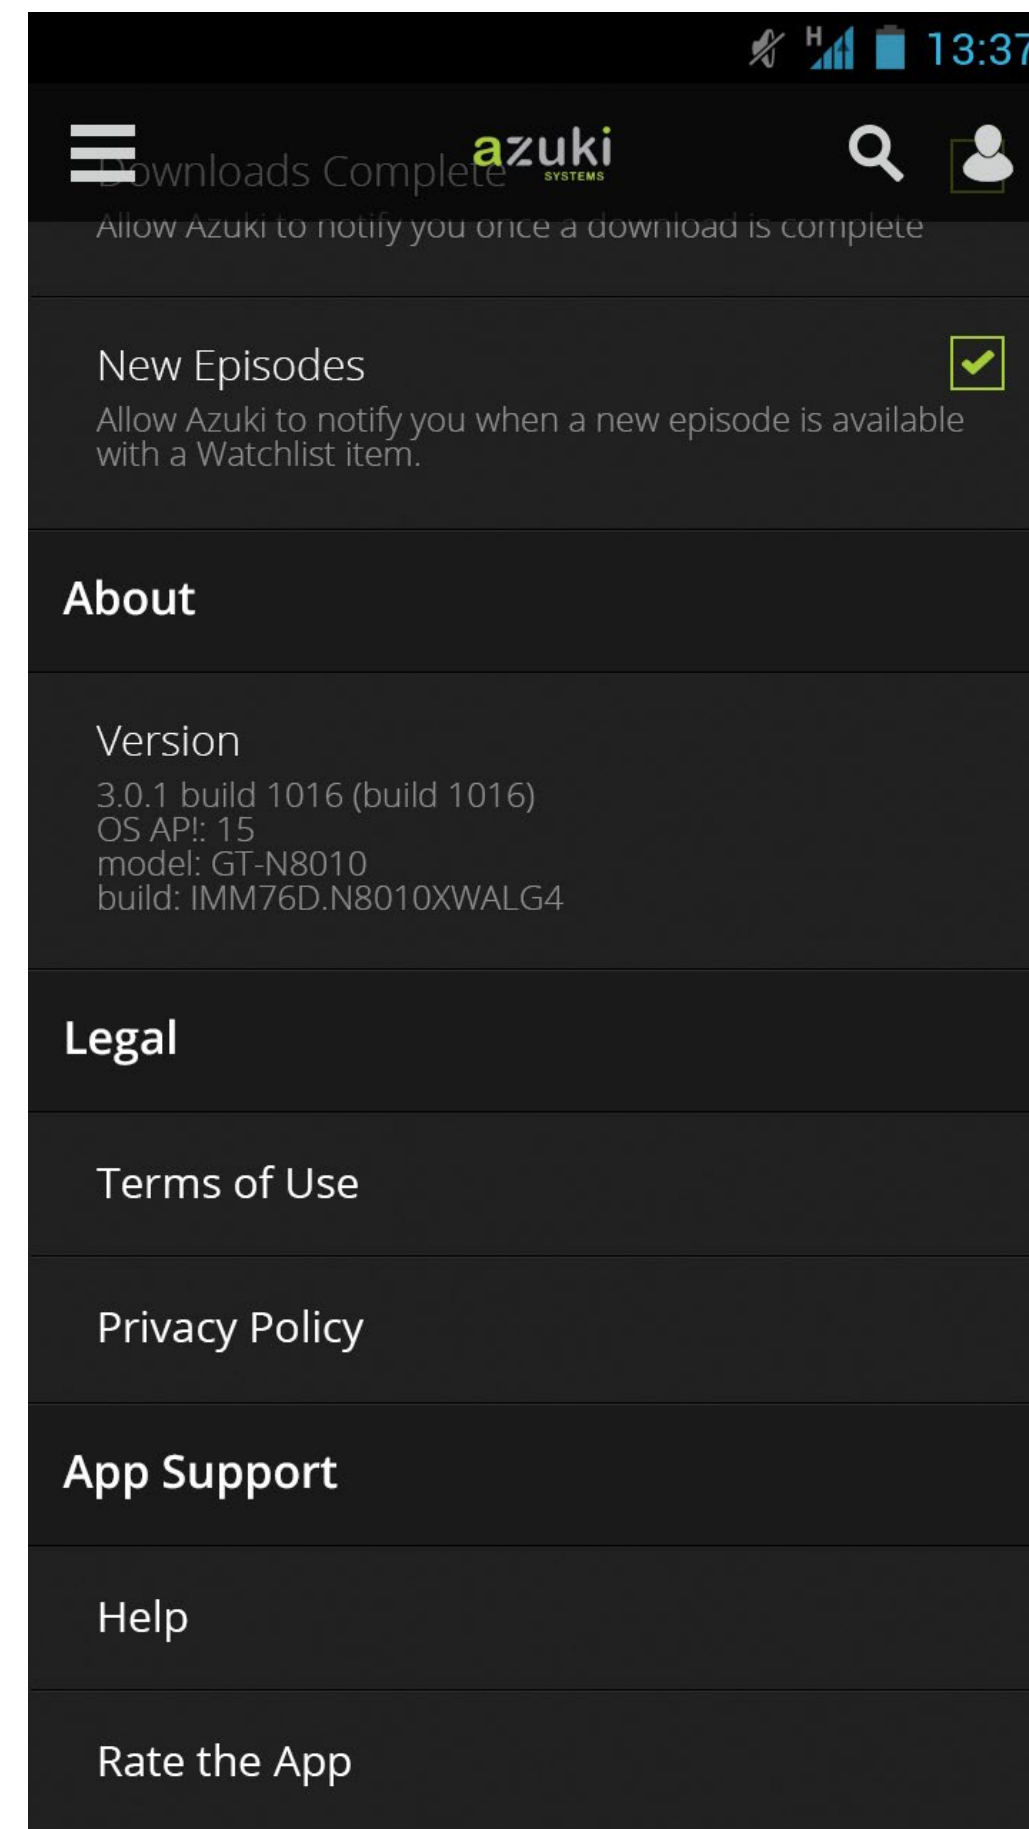 H 13:37
azuki
SYSTEMS
Downloads Complete
Allow Azuki to notify you once a download is complete
New Episodes
Allow Azuki to notify you when a new episode is available
with a Watchlist item.
About
Version
3.0.1 build 1016 (build 1016)
OS AP!: 15
model: GT-N8010
build: IMM76D.N8010XWALG4
Legal
Terms of Use
Privacy Policy
App Support
Help
Rate the App